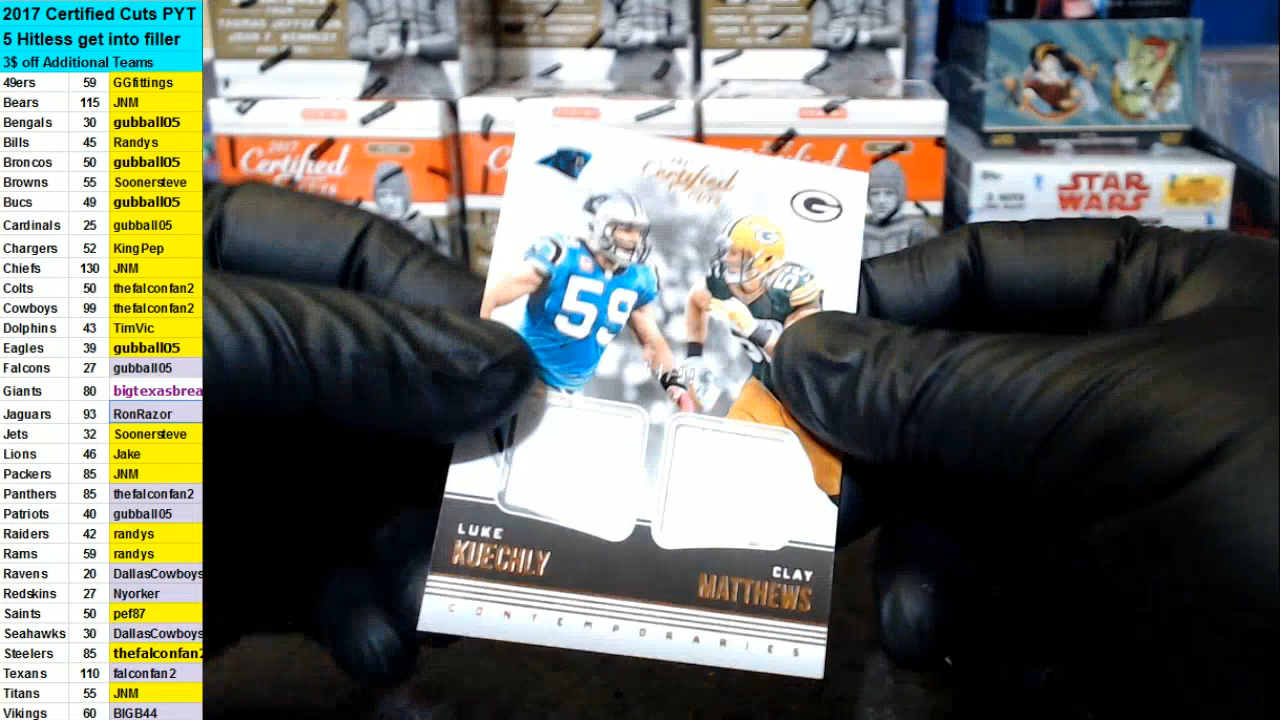 2017 Certified Cuts PYT
5 Hitless get into filler
3$ off Additional Teams
49ers 59 GGfittings
Bears 115 JNM
Bengals 30 gubball05
Bills 45 Randys
Broncos 50 gubball05
Browns 55 Soonersteve
Bucs 49 gubball05
Cardinals 25 gubball05
Chargers 52 KingPep
Chiefs 130 JNM
Colts 50 thefalconfan2
Cowboys 99 thefalconfan2
Dolphins 43 TimVic
Eagles 39 gubball05
Falcons 27 gubball05
Giants 80 bigtexasbrea
Jaguars 93 RonRazor
Jets 32 Soonersteve
Lions 46 Jake
Packers 85 JNM
Panthers 85 thefalconfan2
Patriots 40 gubball05
Raiders 42 randys
Rams 59 randys
Ravens 20 DallasCowboys
Redskins 27 Nyorker
Saints 50 pef87
Seahawks 30 DallasCowboys
Steelers 85 thefalconfan2
Texans 110 falconfan2
Titans 55 JNM
Vikings 60 BIGB44
2017
Certified
Certified
G
59
LUKE
KUECHLY
CLAY
MATTHEWS
CONTEMPORARIES
Topps
STAR
WARS